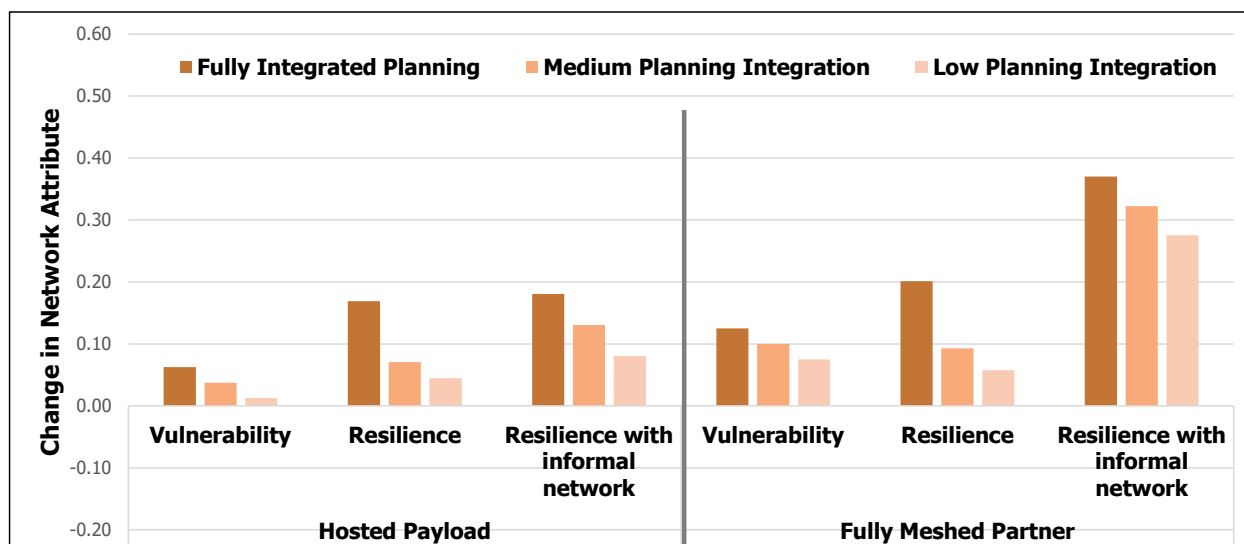 0.60
Fully Integrated Planning Medium Planning Integration Low Planning Integration
0.50
0.40
0.30
0.20
0.10
0.00
-0.10
-0.20
Change in Network Attribute
Vulnerability Resilience Resilience with
informal
network
Vulnerability Resilience Resilience with
informal
network
Hosted Payload Fully Meshed Partner